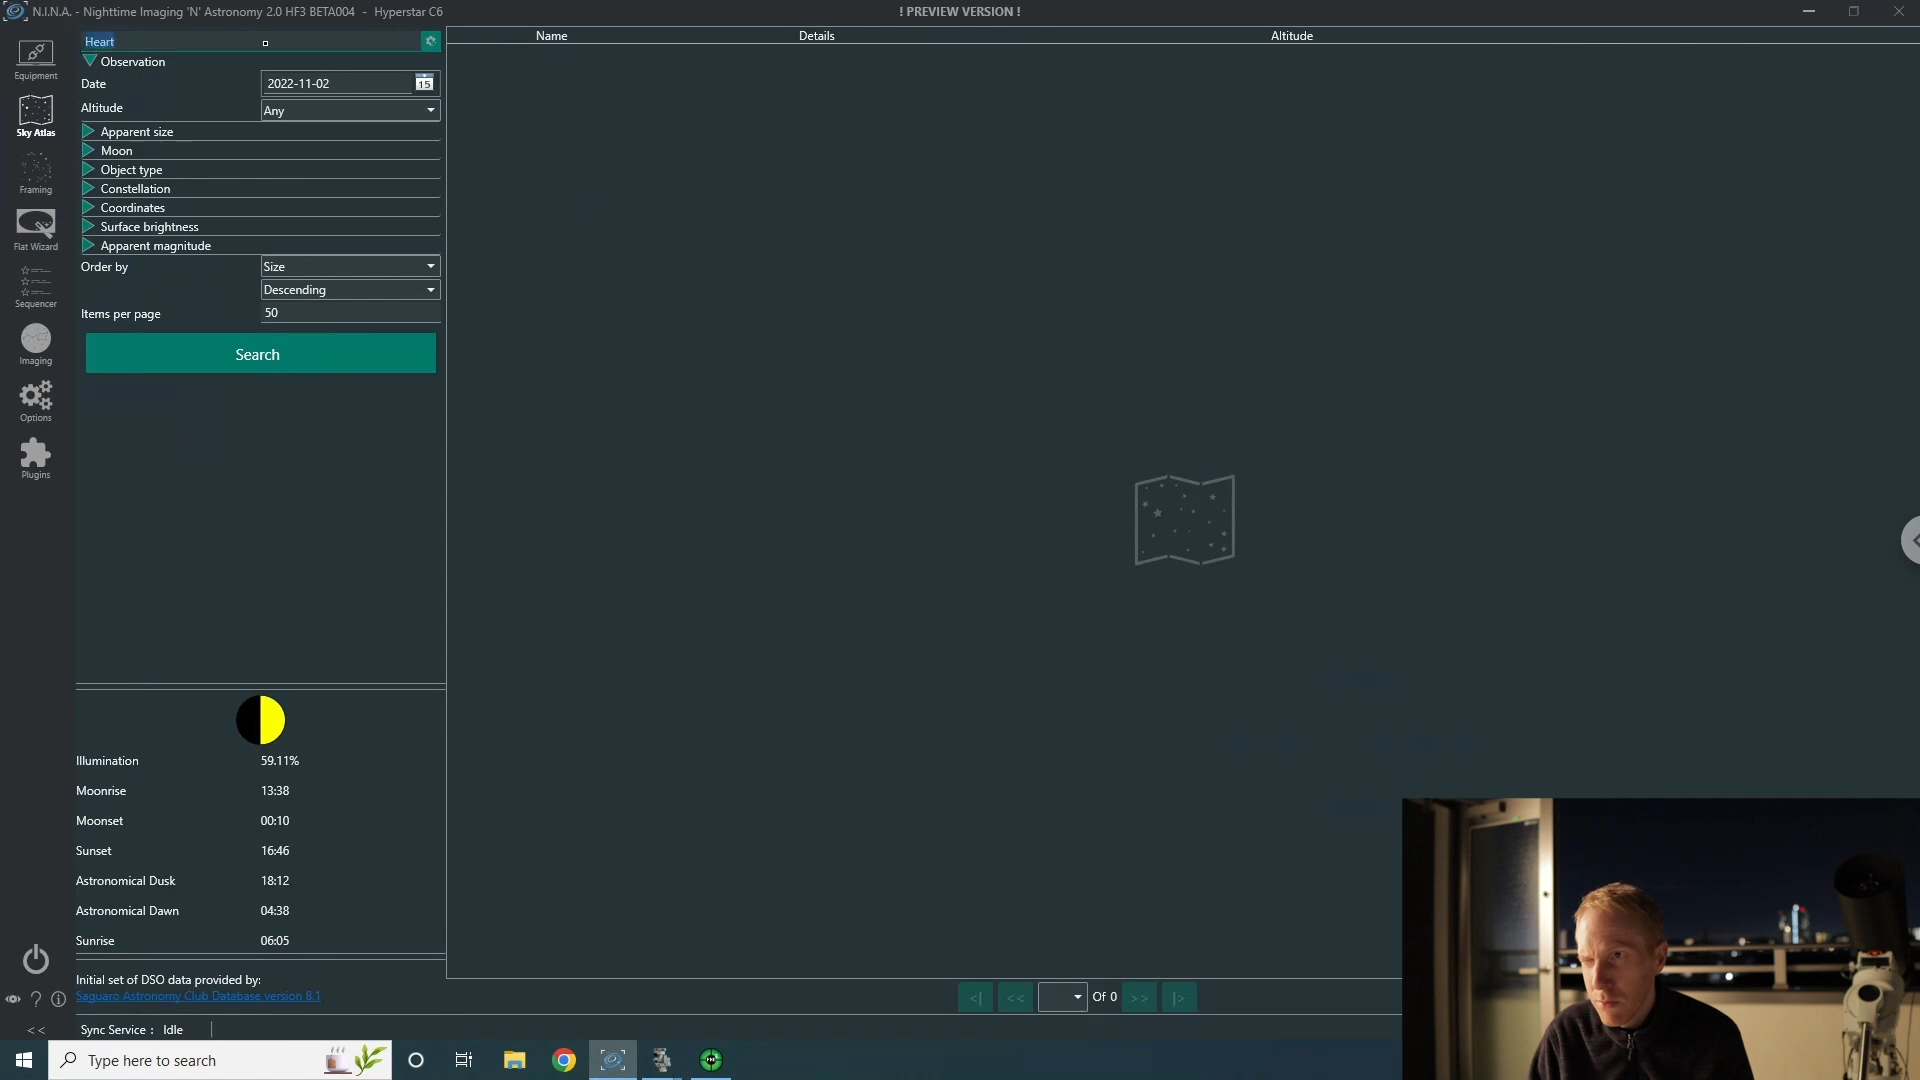 N.I.N.A. - Nighttime Imaging 'N' Astronomy 2.0 HF3 BETA004 - Hyperstar C6
! PREVIEW VERSION !
Equipment
Sky Atlas
Framing
Flat Wizard
Sequencer
Imaging
Options
Plugins
Heart
Observation
Date 2022-11-02 15
Altitude Any
Apparent size
Moon
Object type
Constellation
Coordinates
Surface brightness
Apparent magnitude
Order by Size
Descending
Items per page 50
Search
Name Details Altitude
Illumination 59.11%
Moonrise 13:38
Moonset 00:10
Sunset 16:46
Astronomical Dusk 18:12
Astronomical Dawn 04:38
Sunrise 06:05
Initial set of DSO data provided by:
Saguaro Astronomy Club Database version 8.1
<| << Of 0 >> |>
<< Sync Service : Idle
Type here to search